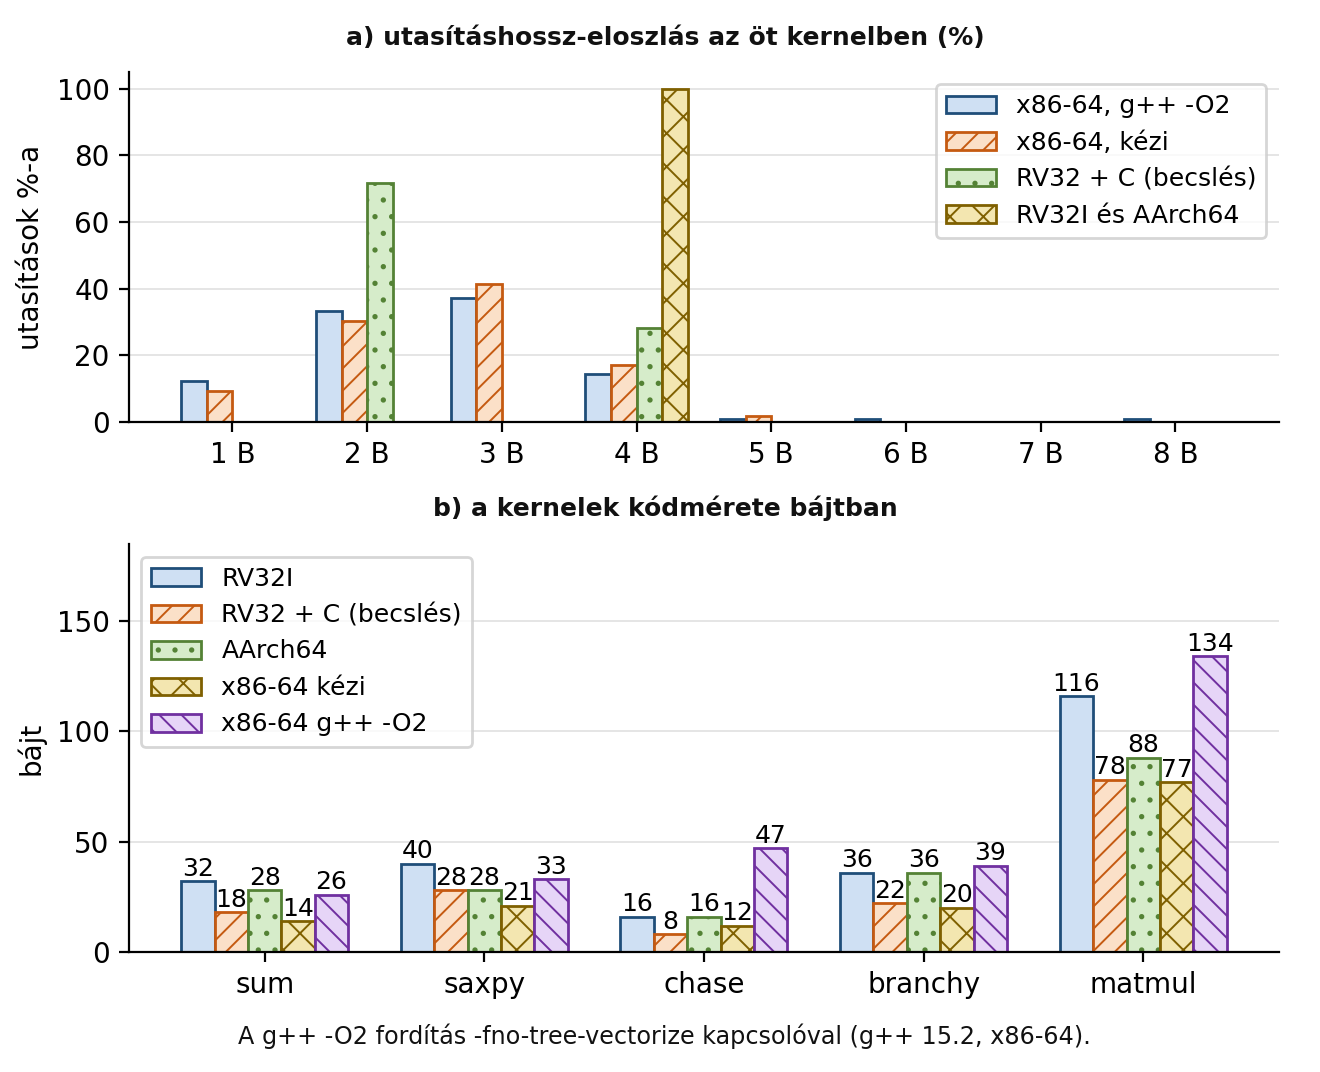 a) utasításhossz-eloszlás az öt kernelben (%)
utasítások %-a
100
80
60
40
20
0
x86-64, g++ -O2
x86-64, kézi
RV32 + C (becslés)
RV32I és AArch64
1 B 2 B 3 B 4 B 5 B 6 B 7 B 8 B
b) a kernelek kódmérete bájtban
bájt
150
100
50
0
RV32I
RV32 + C (becslés)
AArch64
x86-64 kézi
x86-64 g++ -O2
32 18 28 14 26
40 28 28 21 33
16 8 16 12 47
36 22 36 20 39
116 78 88 77 134
sum saxpy chase branchy matmul
A g++ -O2 fordítás -fno-tree-vectorize kapcsolóval (g++ 15.2, x86-64).